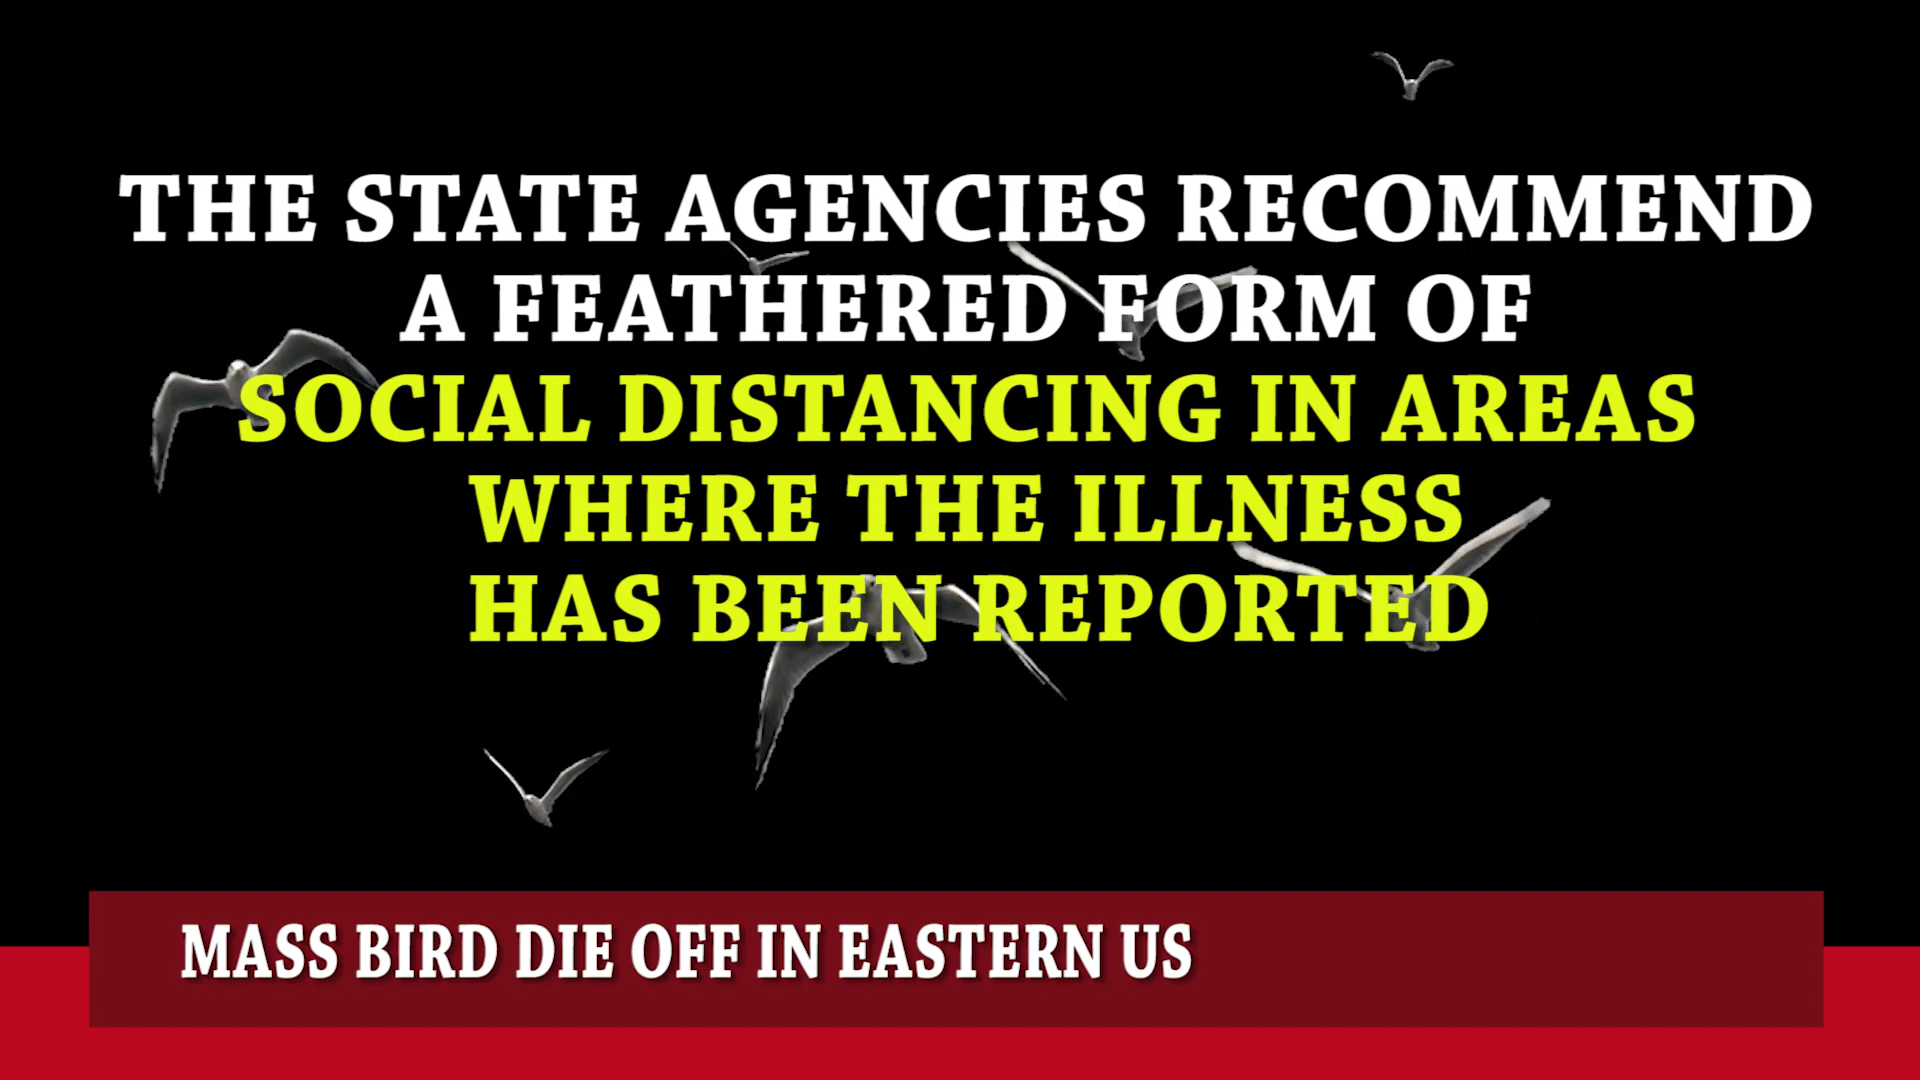 THE STATE AGENCIES RECOMMEND
A FEATHERED FORM OF
SOCIAL DISTANCING IN AREAS
WHERE THE ILLNESS
HAS BEEN REPORTED
MASS BIRD DIE OFF IN EASTERN US